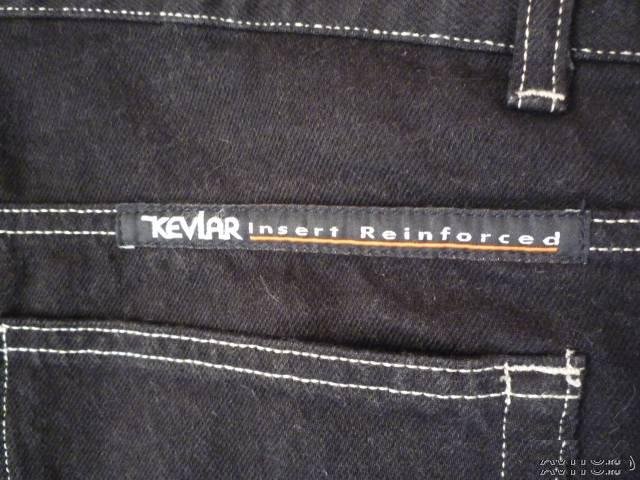 KEVLAR Insert Reinforced